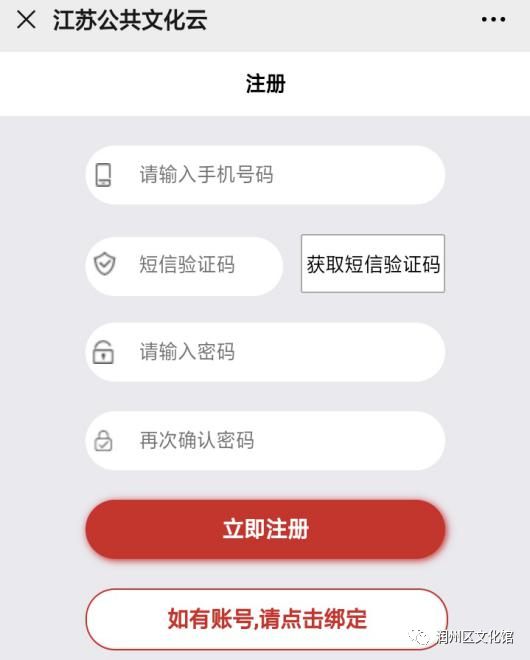 江苏公共文化云
注册
请输入手机号码
短信验证码 获取短信验证码
请输入密码
再次确认密码
立即注册
如有账号,请点击绑定
润州区文化馆